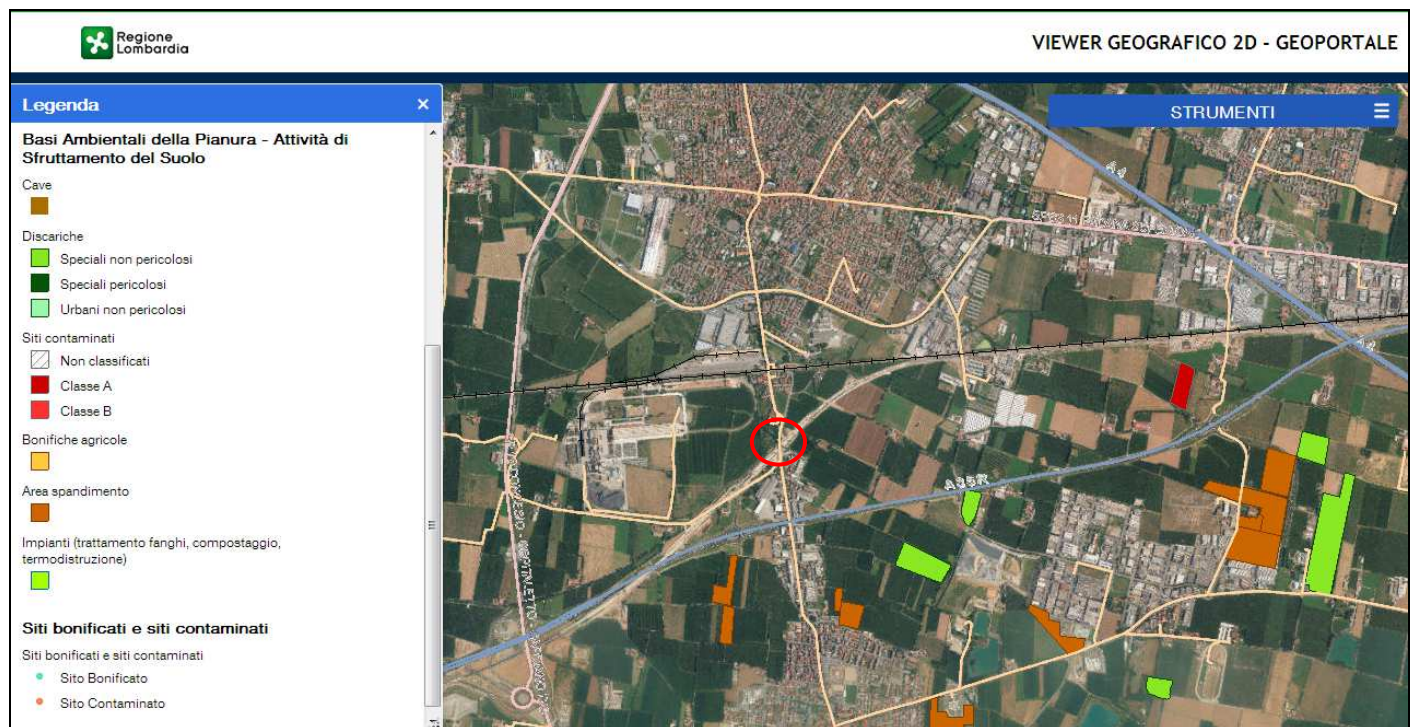 Regione
Lombardia
VIEWER GEOGRAFICO 2D - GEOPORTALE
Legenda
×
STRUMENTI
Basi Ambientali della Pianura - Attività di
Sfruttamento del Suolo
Cave
Discariche
Speciali non pericolosi
Speciali pericolosi
Urbani non pericolosi
Siti contaminati
Non classificati
Classe A
Classe B
Bonifiche agricole
Area spandimento
Impianti (trattamento fanghi, compostaggio,
termodistruzione)
Siti bonificati e siti contaminati
Siti bonificati e siti contaminati
Sito Bonificato
Sito Contaminato
A4
A4
A35R